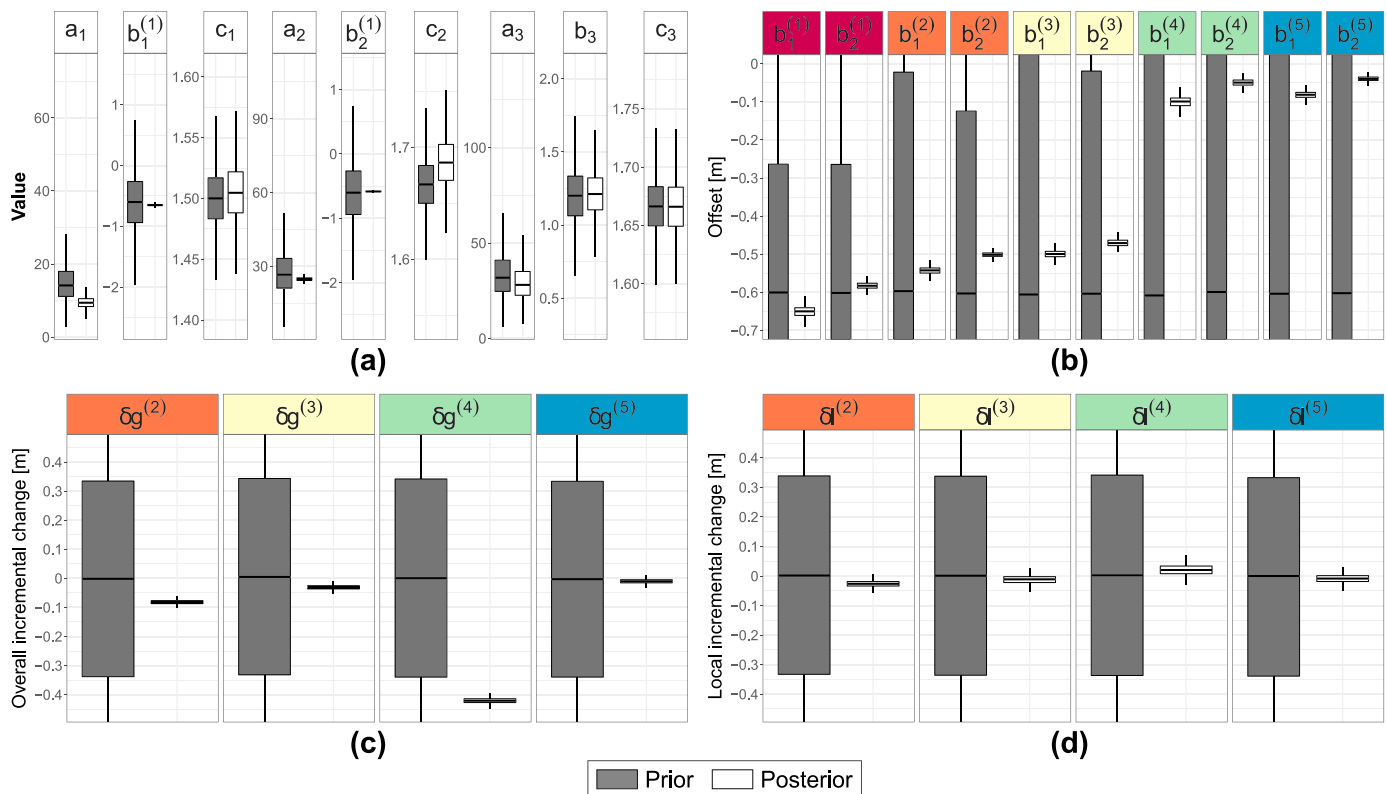 a₁ b₁⁽¹⁾ c₁ a₂ b₂⁽¹⁾ c₂ a₃ b₃ c₃
Value
0 20 40 60
−2 −1 0 1
1.40 1.45 1.50 1.55 1.60
30 60 90
−2 −1 0 1
1.6 1.7
0 50 100
0.5 1.0 1.5 2.0
1.60 1.65 1.70 1.75
(a)
b₁⁽¹⁾ b₂⁽¹⁾ b₁⁽²⁾ b₂⁽²⁾ b₁⁽³⁾ b₂⁽³⁾ b₁⁽⁴⁾ b₂⁽⁴⁾ b₁⁽⁵⁾ b₂⁽⁵⁾
Offset [m]
0
−0.1
−0.2
−0.3
−0.4
−0.5
−0.6
−0.7
(b)
δg⁽²⁾ δg⁽³⁾ δg⁽⁴⁾ δg⁽⁵⁾
Overall incremental change [m]
0.4
0.3
0.2
0.1
0
−0.1
−0.2
−0.3
−0.4
(c)
δl⁽²⁾ δl⁽³⁾ δl⁽⁴⁾ δl⁽⁵⁾
Local incremental change [m]
0.4
0.3
0.2
0.1
0
−0.1
−0.2
−0.3
−0.4
(d)
Prior Posterior